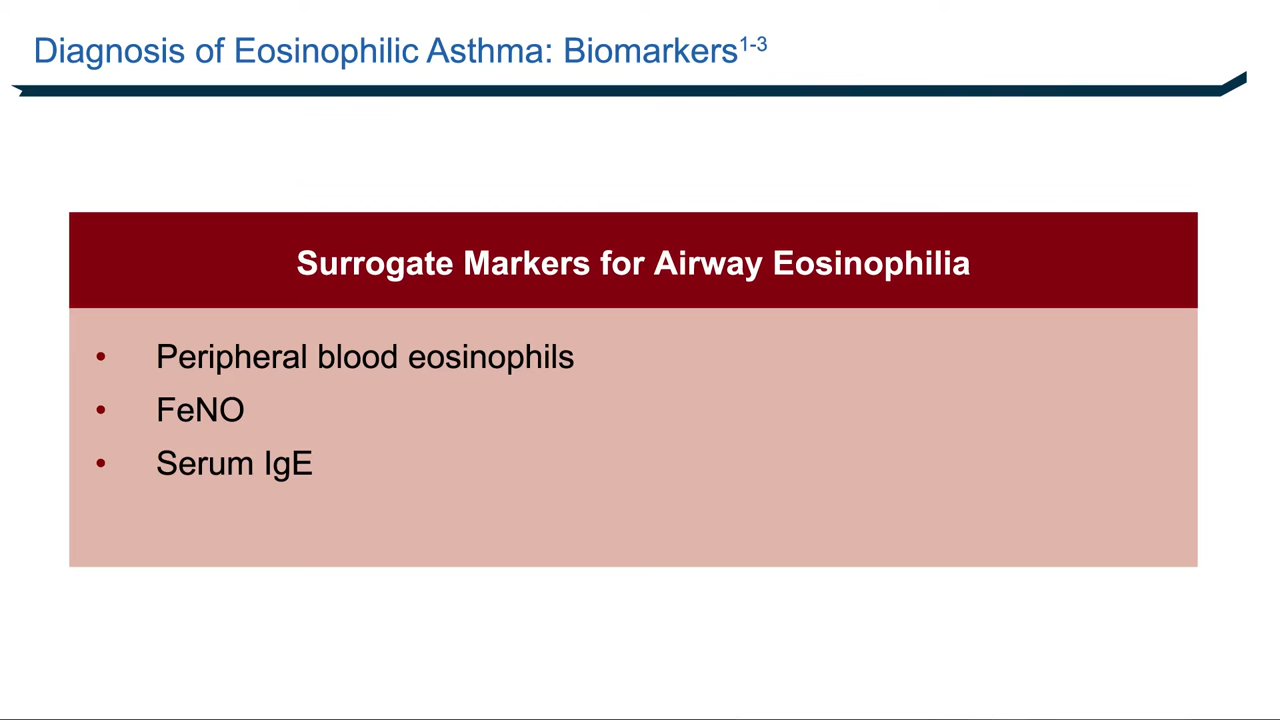 Diagnosis of Eosinophilic Asthma: Biomarkers1-3
Surrogate Markers for Airway Eosinophilia
• Peripheral blood eosinophils
• FeNO
• Serum IgE